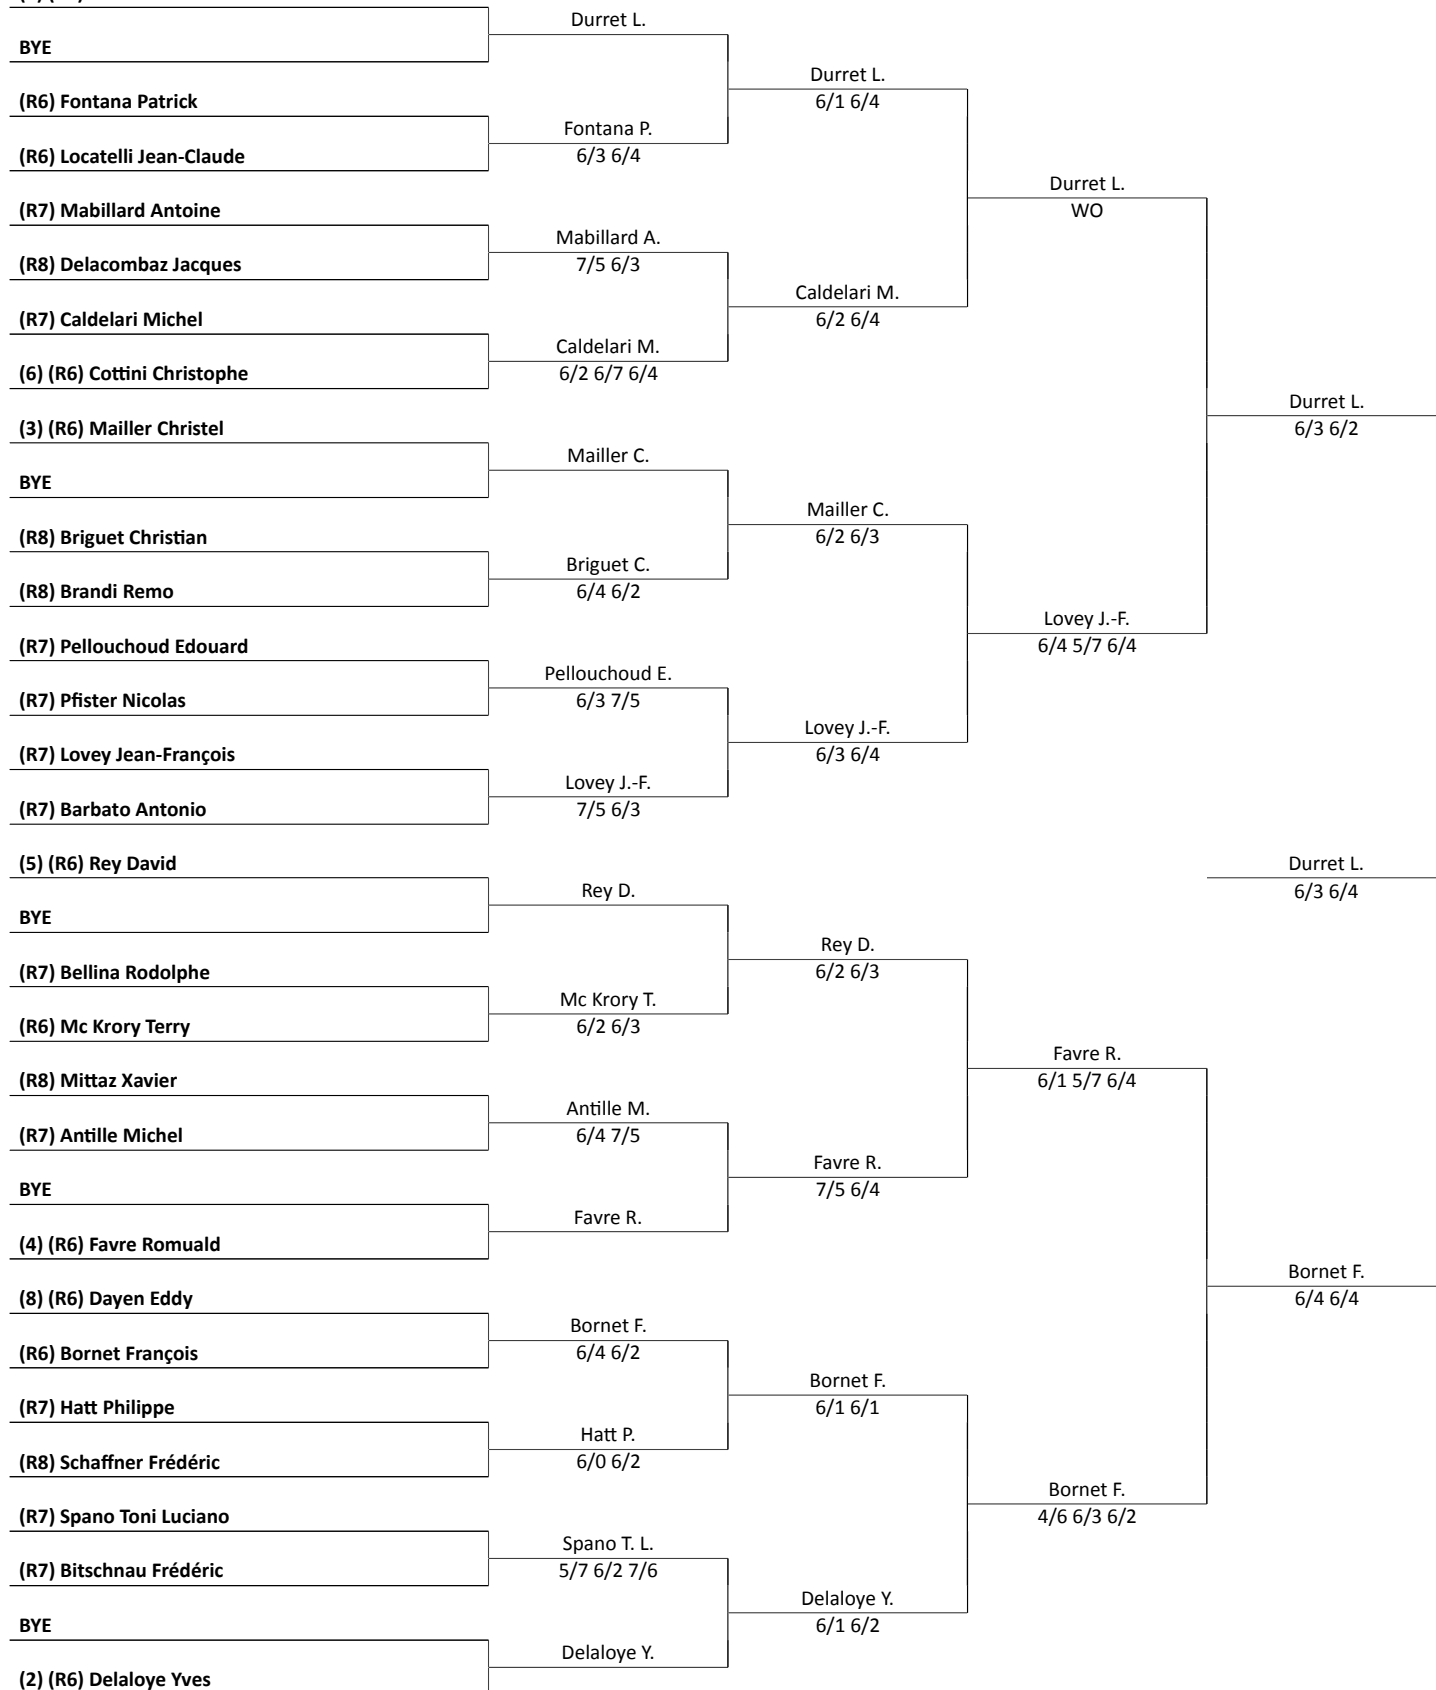 BYE
(R6) Fontana Patrick
(R6) Locatelli Jean-Claude
(R7) Mabillard Antoine
(R8) Delacombaz Jacques
(R7) Caldelari Michel
(6) (R6) Cottini Christophe
(3) (R6) Mailler Christel
BYE
(R8) Briguet Christian
(R8) Brandi Remo
(R7) Pellouchoud Edouard
(R7) Pfister Nicolas
(R7) Lovey Jean-François
(R7) Barbato Antonio
(5) (R6) Rey David
BYE
(R7) Bellina Rodolphe
(R6) Mc Krory Terry
(R8) Mittaz Xavier
(R7) Antille Michel
BYE
(4) (R6) Favre Romuald
(8) (R6) Dayen Eddy
(R6) Bornet François
(R7) Hatt Philippe
(R8) Schaffner Frédéric
(R7) Spano Toni Luciano
(R7) Bitschnau Frédéric
BYE
(2) (R6) Delaloye Yves
Durret L.
Fontana P.
6/3 6/4
Mabillard A.
7/5 6/3
Caldelari M.
6/2 6/7 6/4
Mailler C.
Briguet C.
6/4 6/2
Pellouchoud E.
6/3 7/5
Lovey J.-F.
7/5 6/3
Rey D.
Mc Krory T.
6/2 6/3
Antille M.
6/4 7/5
Favre R.
Bornet F.
6/4 6/2
Hatt P.
6/0 6/2
Spano T. L.
5/7 6/2 7/6
Delaloye Y.
Durret L.
6/1 6/4
Caldelari M.
6/2 6/4
Mailler C.
6/2 6/3
Lovey J.-F.
6/3 6/4
Rey D.
6/2 6/3
Favre R.
7/5 6/4
Bornet F.
6/1 6/1
Delaloye Y.
6/1 6/2
Durret L.
WO
Lovey J.-F.
6/4 5/7 6/4
Favre R.
6/1 5/7 6/4
Bornet F.
4/6 6/3 6/2
Durret L.
6/3 6/2
Durret L.
6/3 6/4
Bornet F.
6/4 6/4